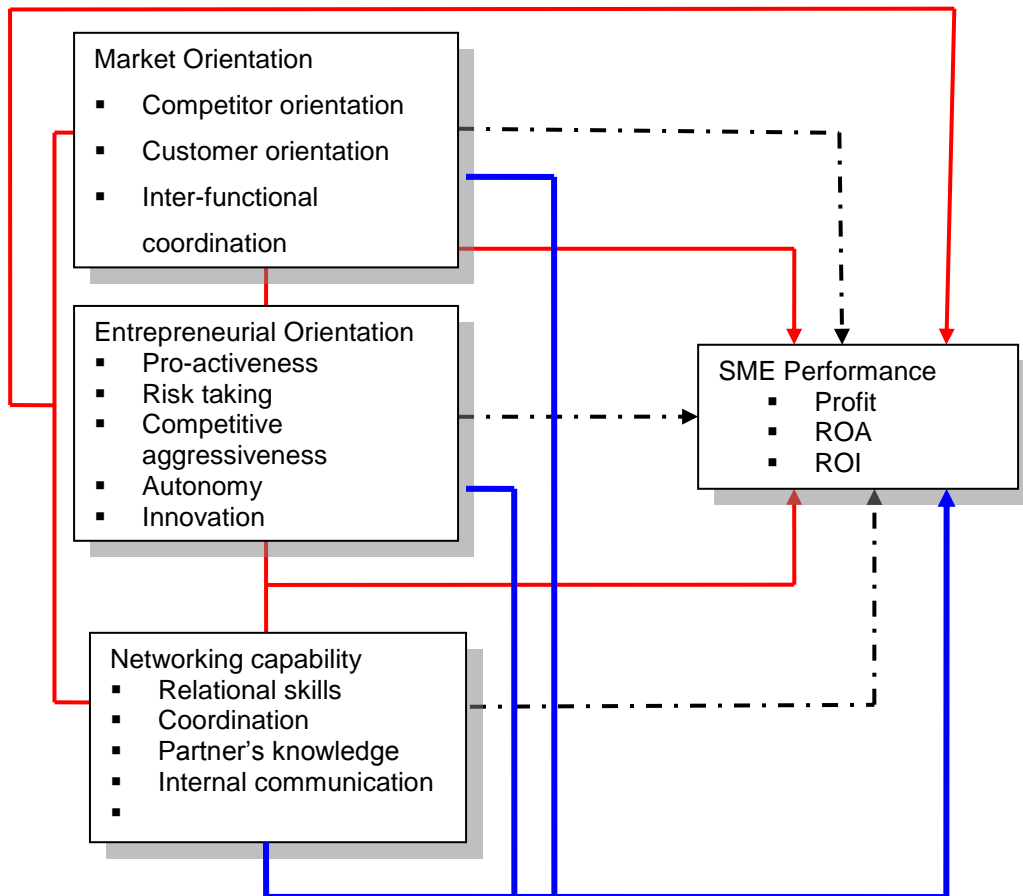 Market Orientation
▪ Competitor orientation
▪ Customer orientation
▪ Inter-functional
coordination
Entrepreneurial Orientation
▪ Pro-activeness
▪ Risk taking
▪ Competitive
aggressiveness
▪ Autonomy
▪ Innovation
SME Performance
▪ Profit
▪ ROA
▪ ROI
Networking capability
▪ Relational skills
▪ Coordination
▪ Partner’s knowledge
▪ Internal communication
▪